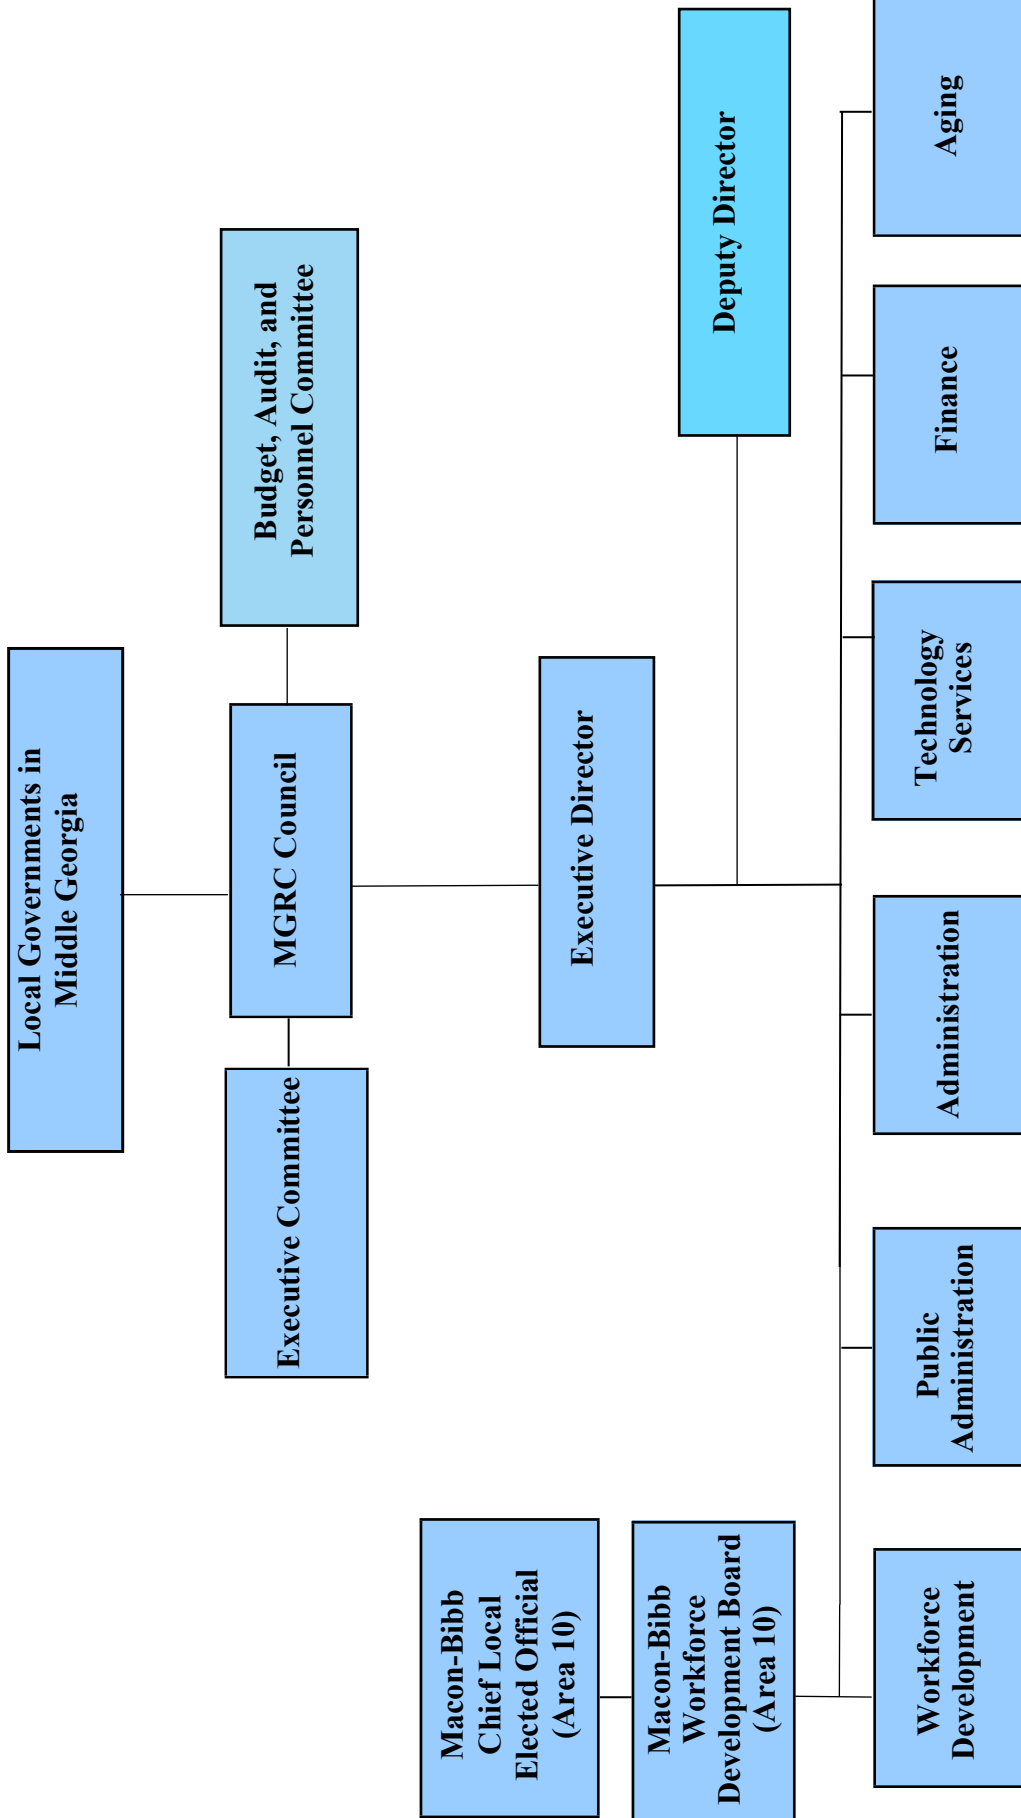 Local Governments in
Middle Georgia
Executive Committee
MGRC Council
Budget, Audit, and
Personnel Committee
Macon-Bibb
Chief Local
Elected Official
(Area 10)
Executive Director
Macon-Bibb
Workforce
Development Board
(Area 10)
Deputy Director
Workforce
Development
Public
Administration
Administration
Technology
Services
Finance
Aging